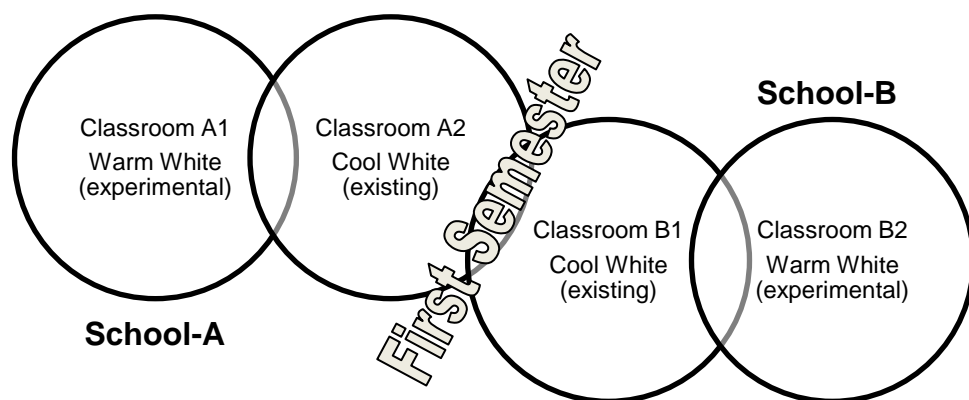 Classroom A1
Warm White
(experimental)
Classroom A2
Cool White
(existing)
School-A
First Semester
School-B
Classroom B1
Cool White
(existing)
Classroom B2
Warm White
(experimental)